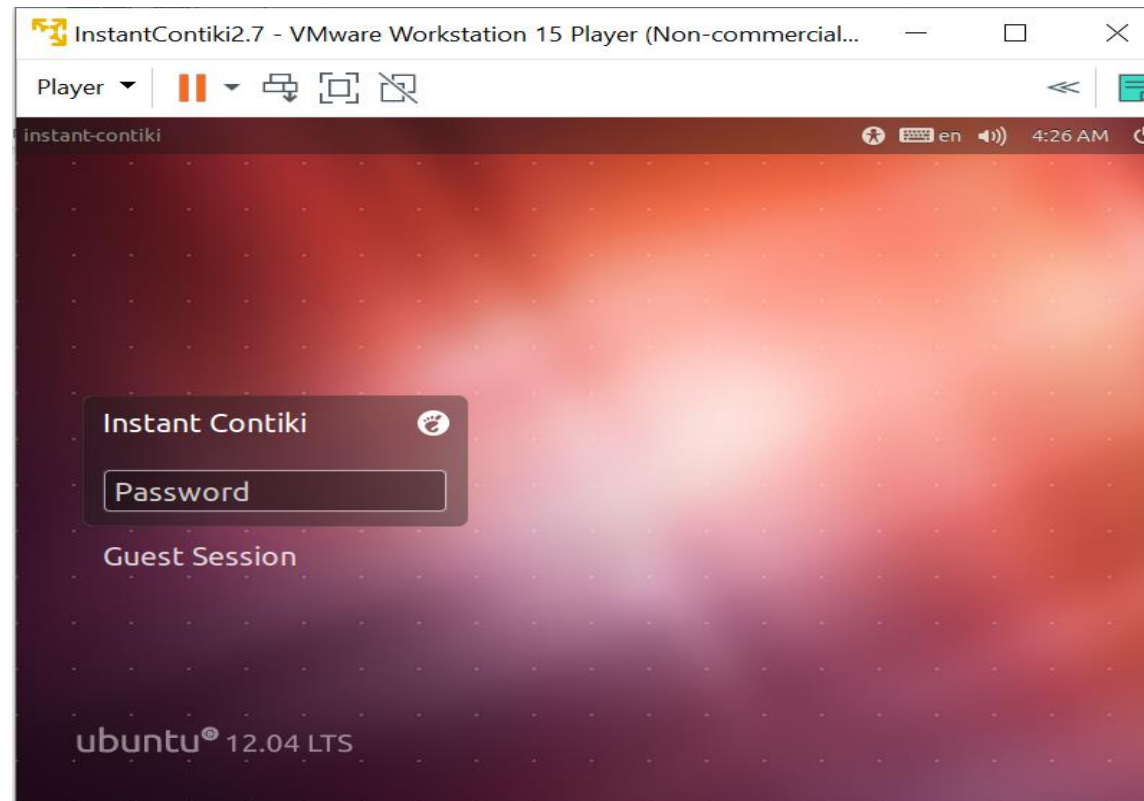 InstantContiki2.7 - VMware Workstation 15 Player (Non-commercial...
Player
instant-contiki en 4:26 AM
Instant Contiki
Password
Guest Session
ubuntu® 12.04 LTS